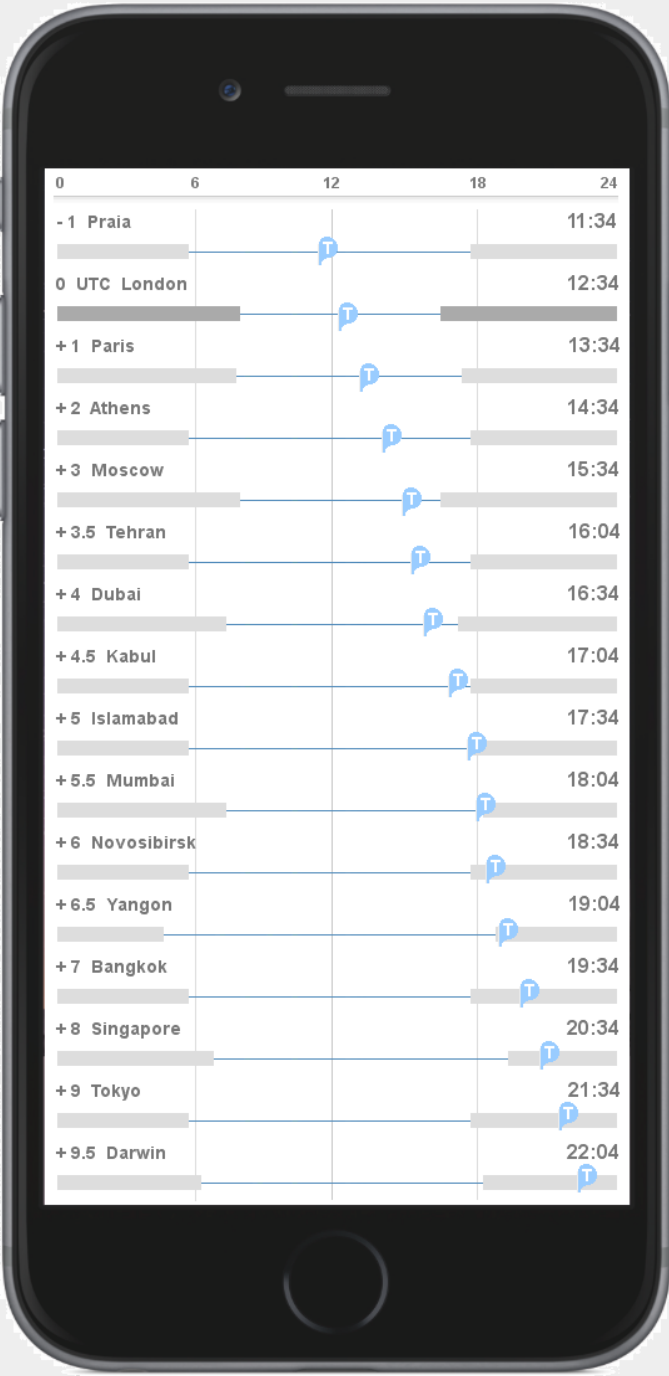 0 6 12 18 24
- 1 Praia 11:34
T
0 UTC London 12:34
T
+ 1 Paris 13:34
T
+ 2 Athens 14:34
T
+ 3 Moscow 15:34
T
+ 3.5 Tehran 16:04
T
+ 4 Dubai 16:34
T
+ 4.5 Kabul 17:04
T
+ 5 Islamabad 17:34
T
+ 5.5 Mumbai 18:04
T
+ 6 Novosibirsk 18:34
T
+ 6.5 Yangon 19:04
T
+ 7 Bangkok 19:34
T
+ 8 Singapore 20:34
T
+ 9 Tokyo 21:34
T
+ 9.5 Darwin 22:04
T